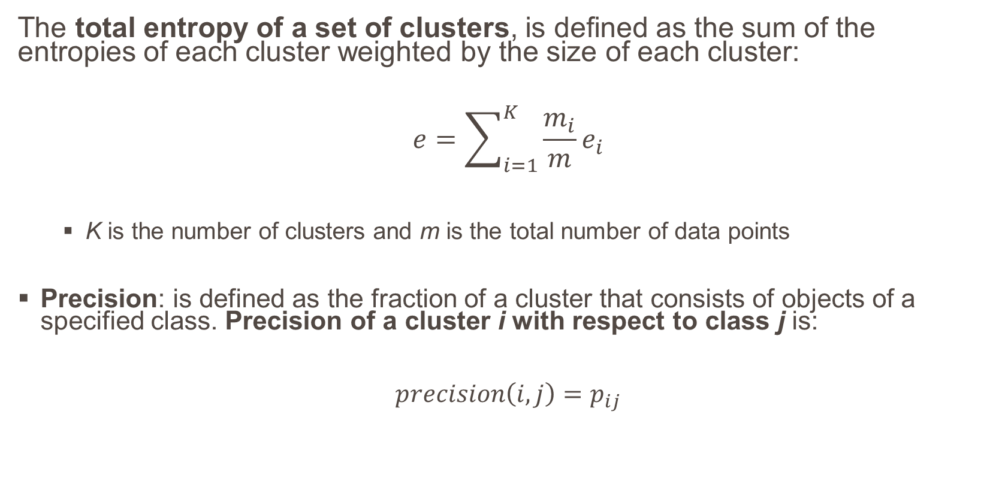 The total entropy of a set of clusters, is defined as the sum of the
entropies of each cluster weighted by the size of each cluster:
e = ∑_{i=1}^{K} \frac{m_i}{m} e_i
▪ K is the number of clusters and m is the total number of data points
▪ Precision: is defined as the fraction of a cluster that consists of objects of a
specified class. Precision of a cluster i with respect to class j is:
precision(i, j) = p_{ij}